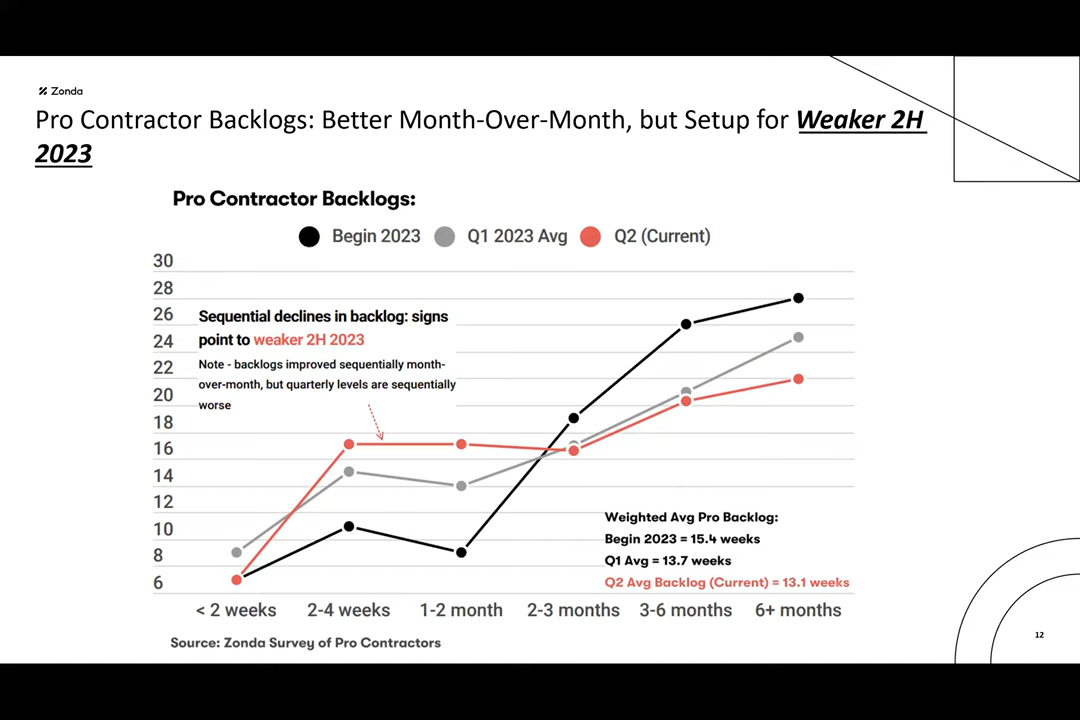 Zonda
Pro Contractor Backlogs: Better Month-Over-Month, but Setup for Weaker 2H
2023
Pro Contractor Backlogs:
Begin 2023 Q1 2023 Avg Q2 (Current)
30
28
26
24
22
20
18
16
14
12
10
8
6
Sequential declines in backlog: signs
point to weaker 2H 2023
Note - backlogs improved sequentially month-
over-month, but quarterly levels are sequentially
worse
Weighted Avg Pro Backlog:
Begin 2023 = 15.4 weeks
Q1 Avg = 13.7 weeks
Q2 Avg Backlog (Current) = 13.1 weeks
< 2 weeks 2-4 weeks 1-2 month 2-3 months 3-6 months 6+ months
Source: Zonda Survey of Pro Contractors
12